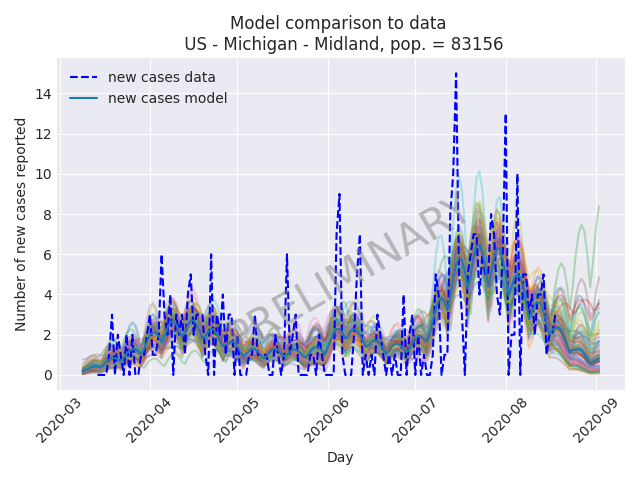 Model comparison to data
US - Michigan - Midland, pop. = 83156
new cases data
new cases model
PRELIMINARY
Number of new cases reported
14
12
10
8
6
4
2
0
2020-03
2020-04
2020-05
2020-06
2020-07
2020-08
2020-09
Day